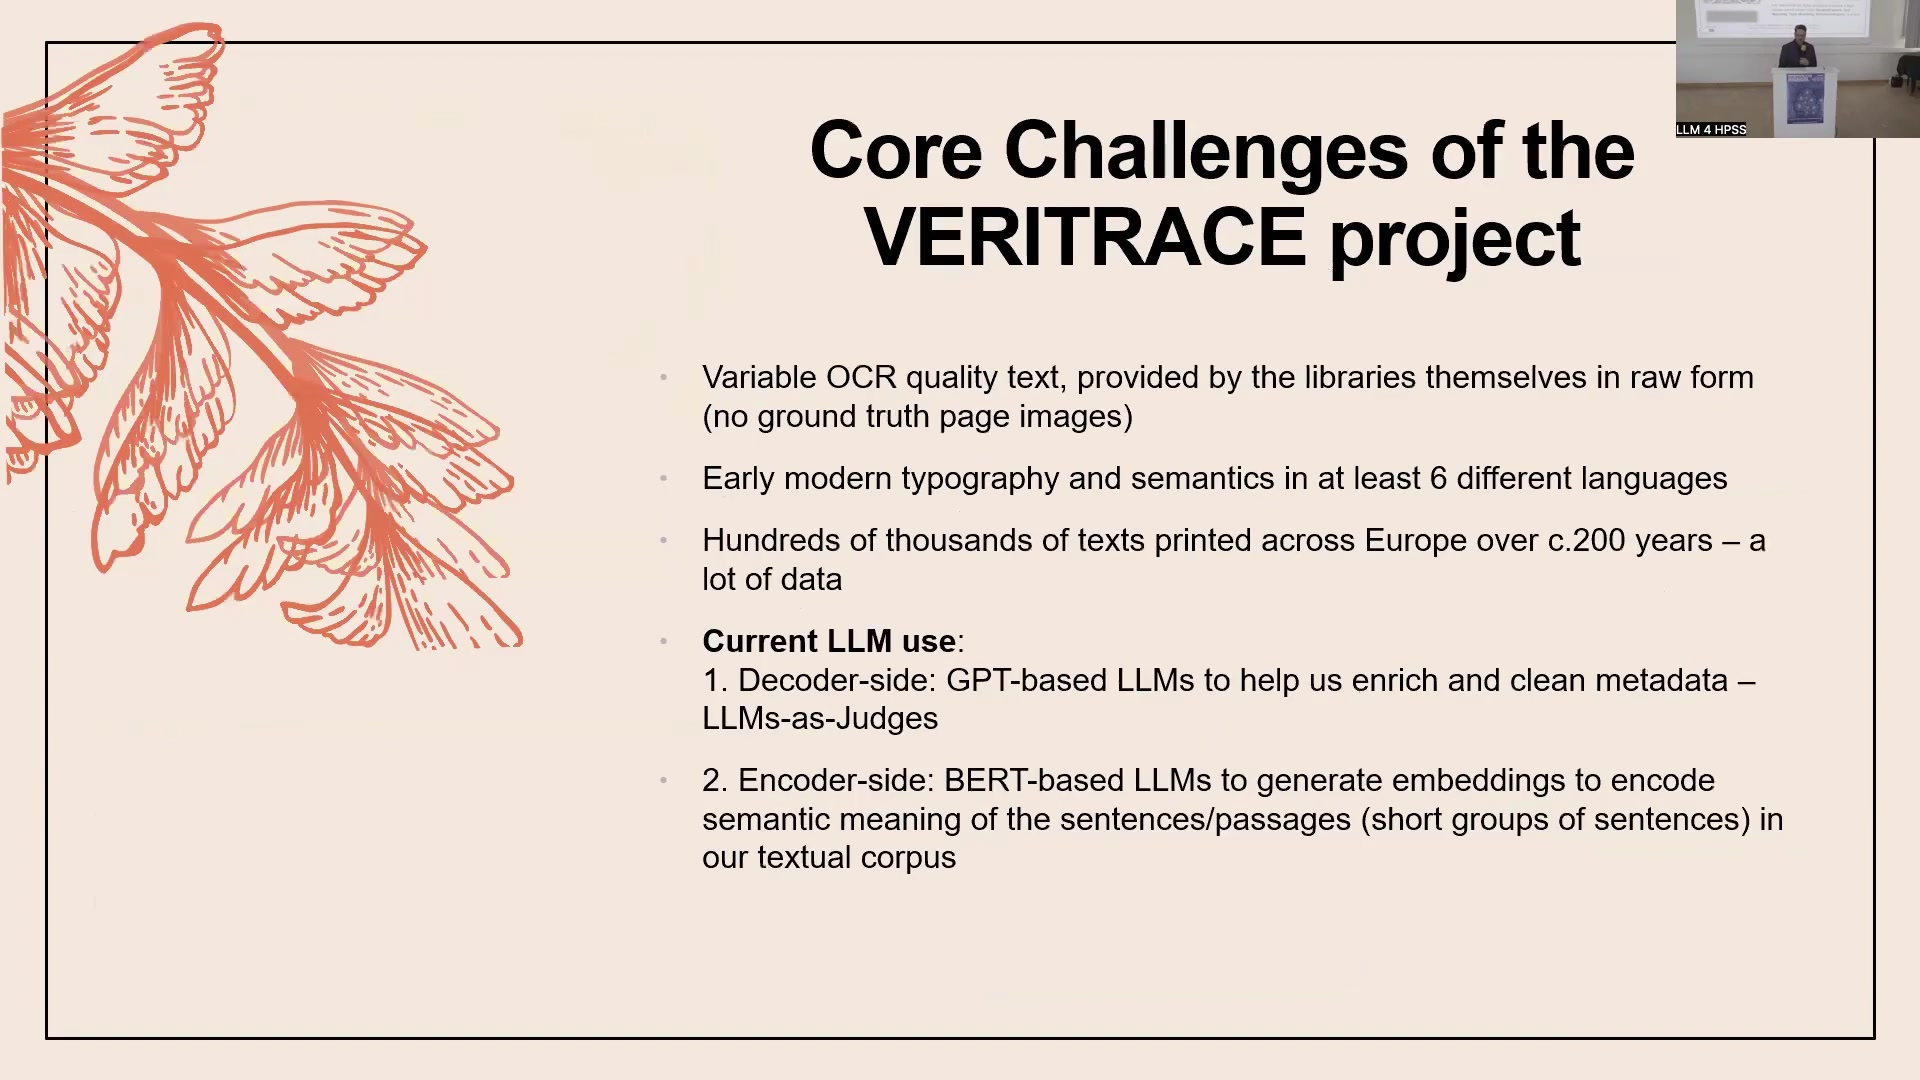 Core Challenges of the
VERITRACE project
• Variable OCR quality text, provided by the libraries themselves in raw form
(no ground truth page images)
• Early modern typography and semantics in at least 6 different languages
• Hundreds of thousands of texts printed across Europe over c.200 years – a
lot of data
• Current LLM use:
1. Decoder-side: GPT-based LLMs to help us enrich and clean metadata –
LLMs-as-Judges
• 2. Encoder-side: BERT-based LLMs to generate embeddings to encode
semantic meaning of the sentences/passages (short groups of sentences) in
our textual corpus
LLM 4 HPSS